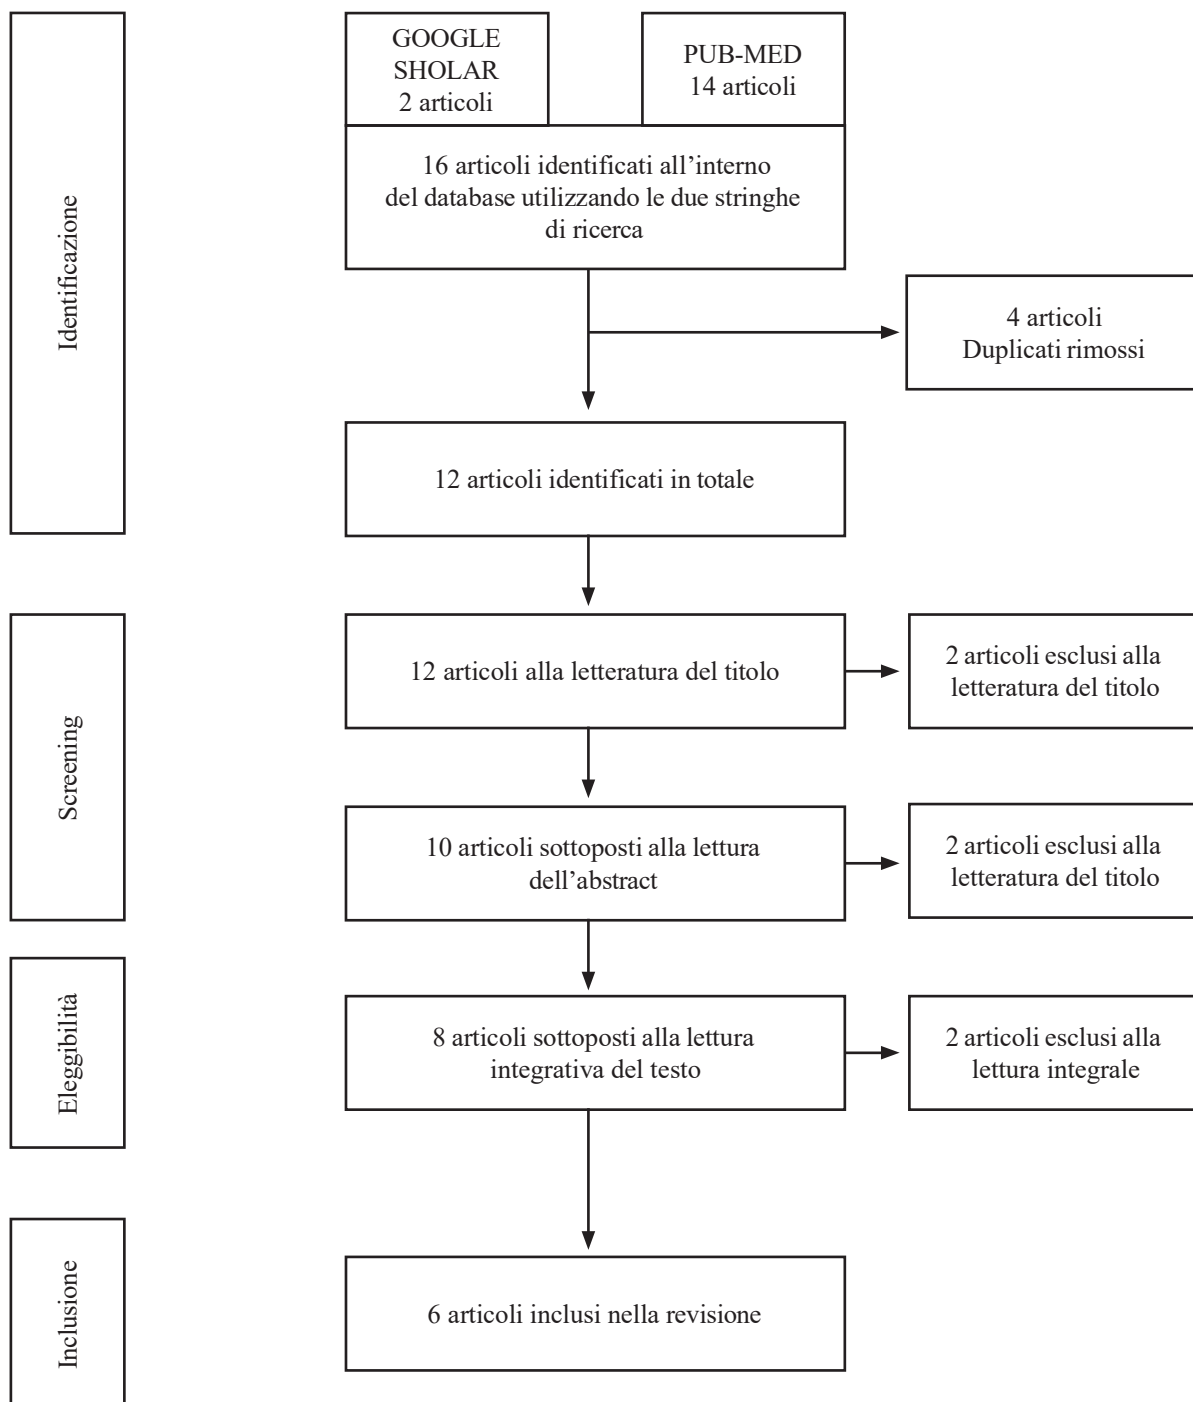 GOOGLE
SHOLAR
2 articoli
PUB-MED
14 articoli
16 articoli identificati all’interno
del database utilizzando le due stringhe
di ricerca
Identificazione
4 articoli
Duplicati rimossi
12 articoli identificati in totale
Screening
12 articoli alla letteratura del titolo
2 articoli esclusi alla
letteratura del titolo
10 articoli sottoposti alla lettura
dell’abstract
2 articoli esclusi alla
letteratura del titolo
Eleggibilità
8 articoli sottoposti alla lettura
integrativa del testo
2 articoli esclusi alla
lettura integrale
Inclusione
6 articoli inclusi nella revisione